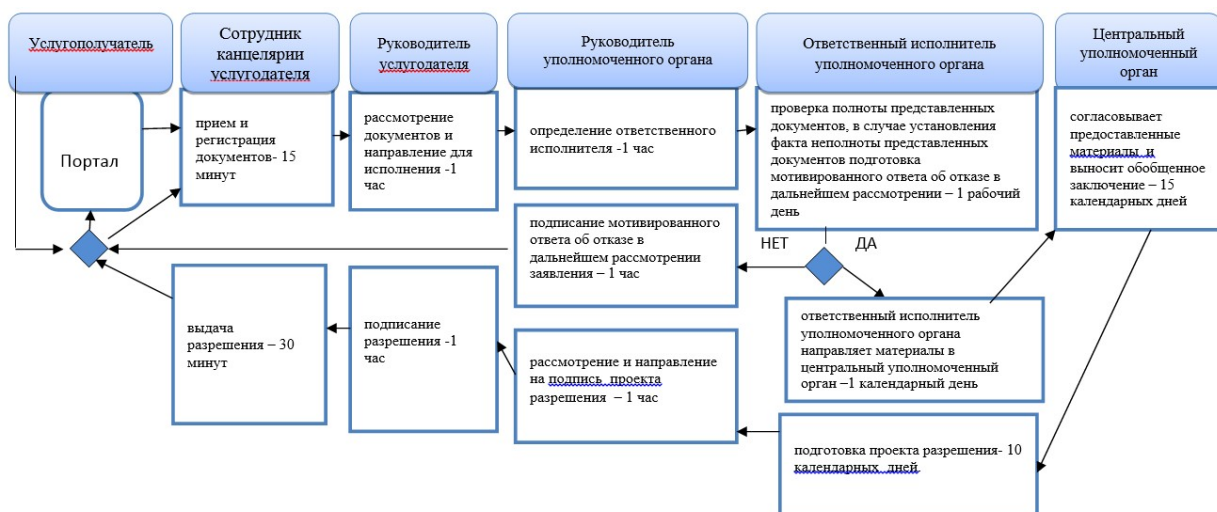 Услугополучатель
Сотрудник
канцелярии
услугодателя
Руководитель
услугодателя
Руководитель
уполномоченного органа
Ответственный исполнитель
уполномоченного органа
Центральный
уполномоченный
орган
Портал
прием и
регистрация
документов- 15
минут
рассмотрение
документов и
направление для
исполнения -1
час
определение ответственного
исполнителя -1 час
проверка полноты представленных
документов, в случае установления
факта неполноты представленных
документов подготовка
мотивированного ответа об отказе в
дальнейшем рассмотрении – 1 рабочий
день
согласовывает
предоставленные
материалы и
выносит обобщенное
заключение – 15
календарных дней
подписание мотивированного
ответа об отказе в
дальнейшем рассмотрении
заявления – 1 час
НЕТ
ДА
выдача
разрешения – 30
минут
подписание
разрешения -1
час
рассмотрение и направление
на подпись проекта
разрешения – 1 час
ответственный исполнитель
уполномоченного органа
направляет материалы в
центральный уполномоченный
орган –1 календарный день
подготовка проекта разрешения- 10
календарных дней